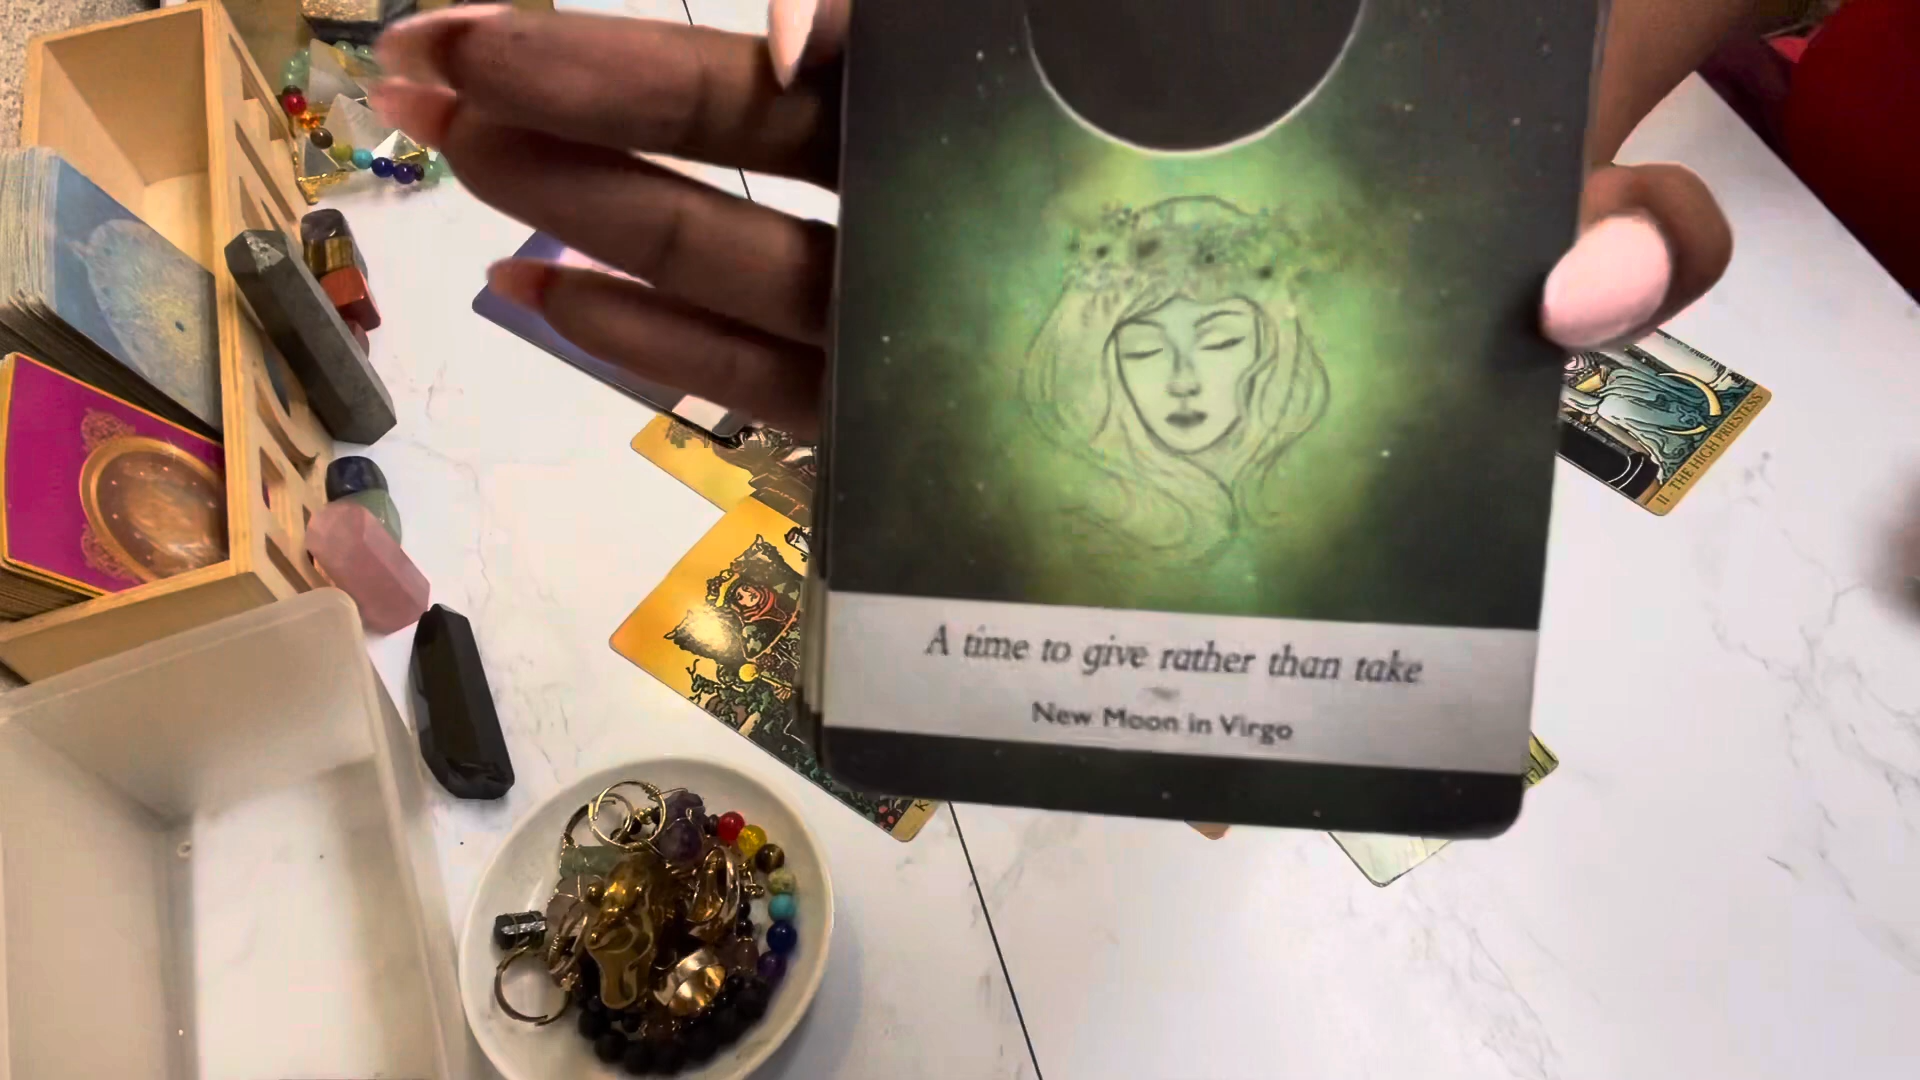 A time to give rather than take
New Moon in Virgo
II - THE HIGH PRIESTESS
K